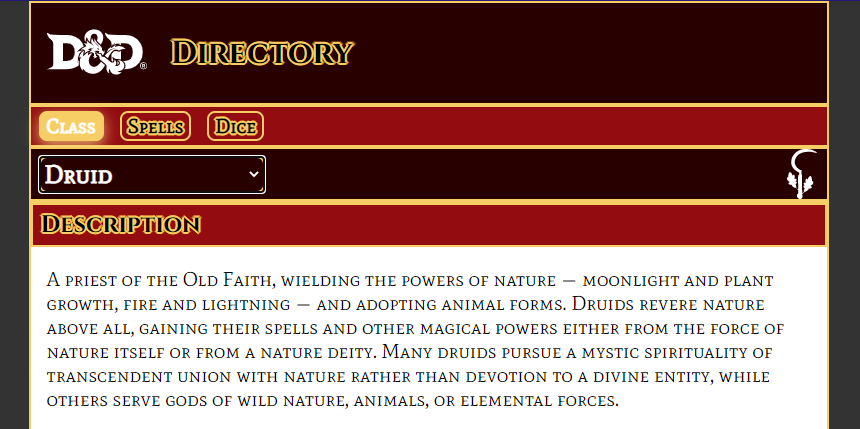 D&D®
Directory
Class Spells Dice
Druid
Description
A priest of the Old Faith, wielding the powers of nature — moonlight and plant
growth, fire and lightning — and adopting animal forms. Druids revere nature
above all, gaining their spells and other magical powers either from the force of
nature itself or from a nature deity. Many druids pursue a mystic spirituality of
transcendent union with nature rather than devotion to a divine entity, while
others serve gods of wild nature, animals, or elemental forces.